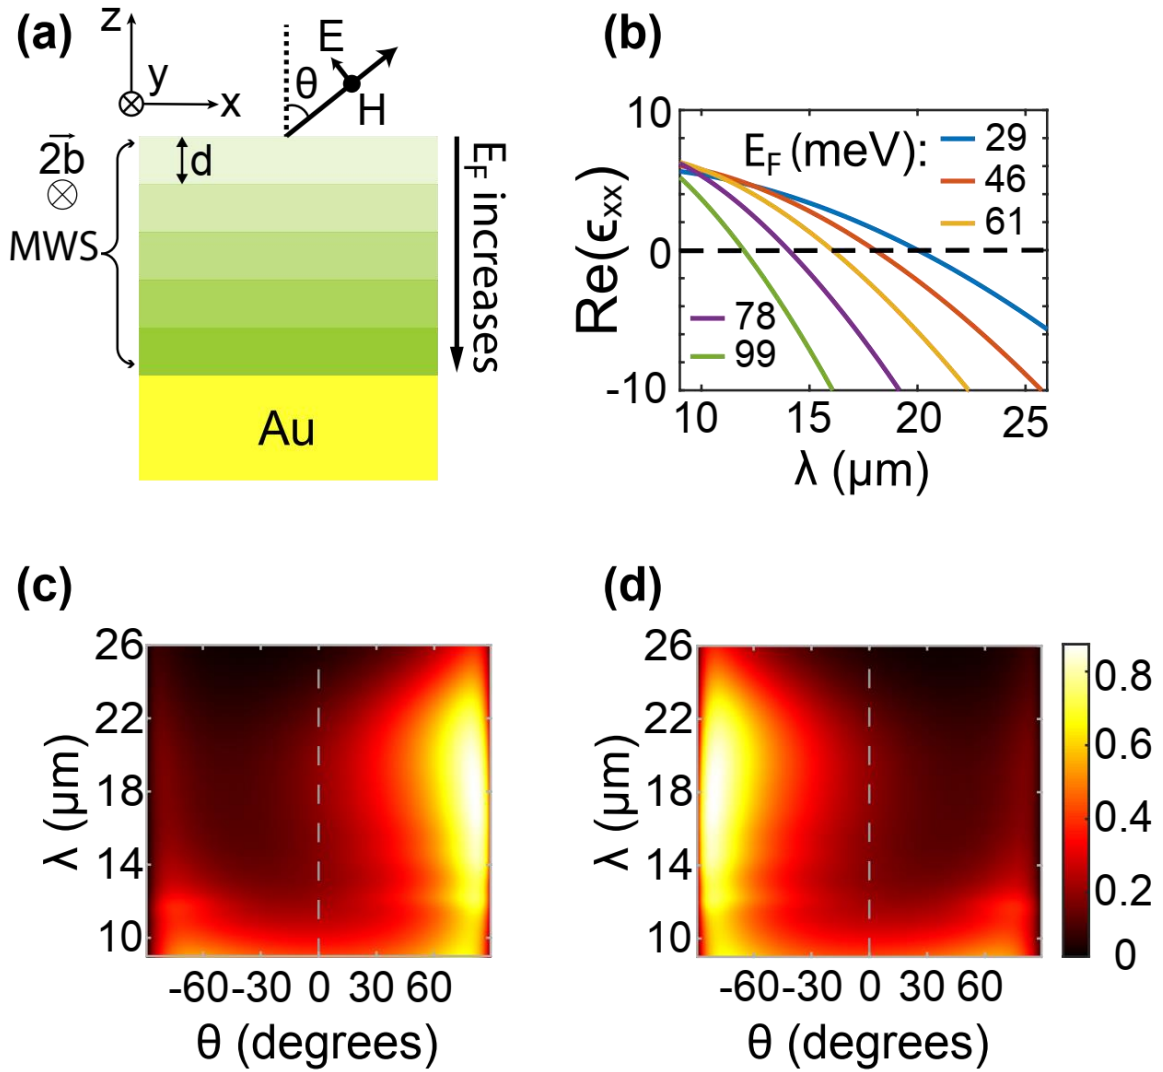 (a)
z
y
x
E
θ
H
2b⃗
d
MWS
E_F increases
Au
(b)
10
0
-10
Re(ϵ_xx)
E_F (meV):
29
46
61
78
99
10 15 20 25
λ (μm)
(c)
26
22
18
14
10
λ (μm)
-60 -30 0 30 60
θ (degrees)
(d)
26
22
18
14
10
λ (μm)
-60 -30 0 30 60
θ (degrees)
0.8
0.6
0.4
0.2
0